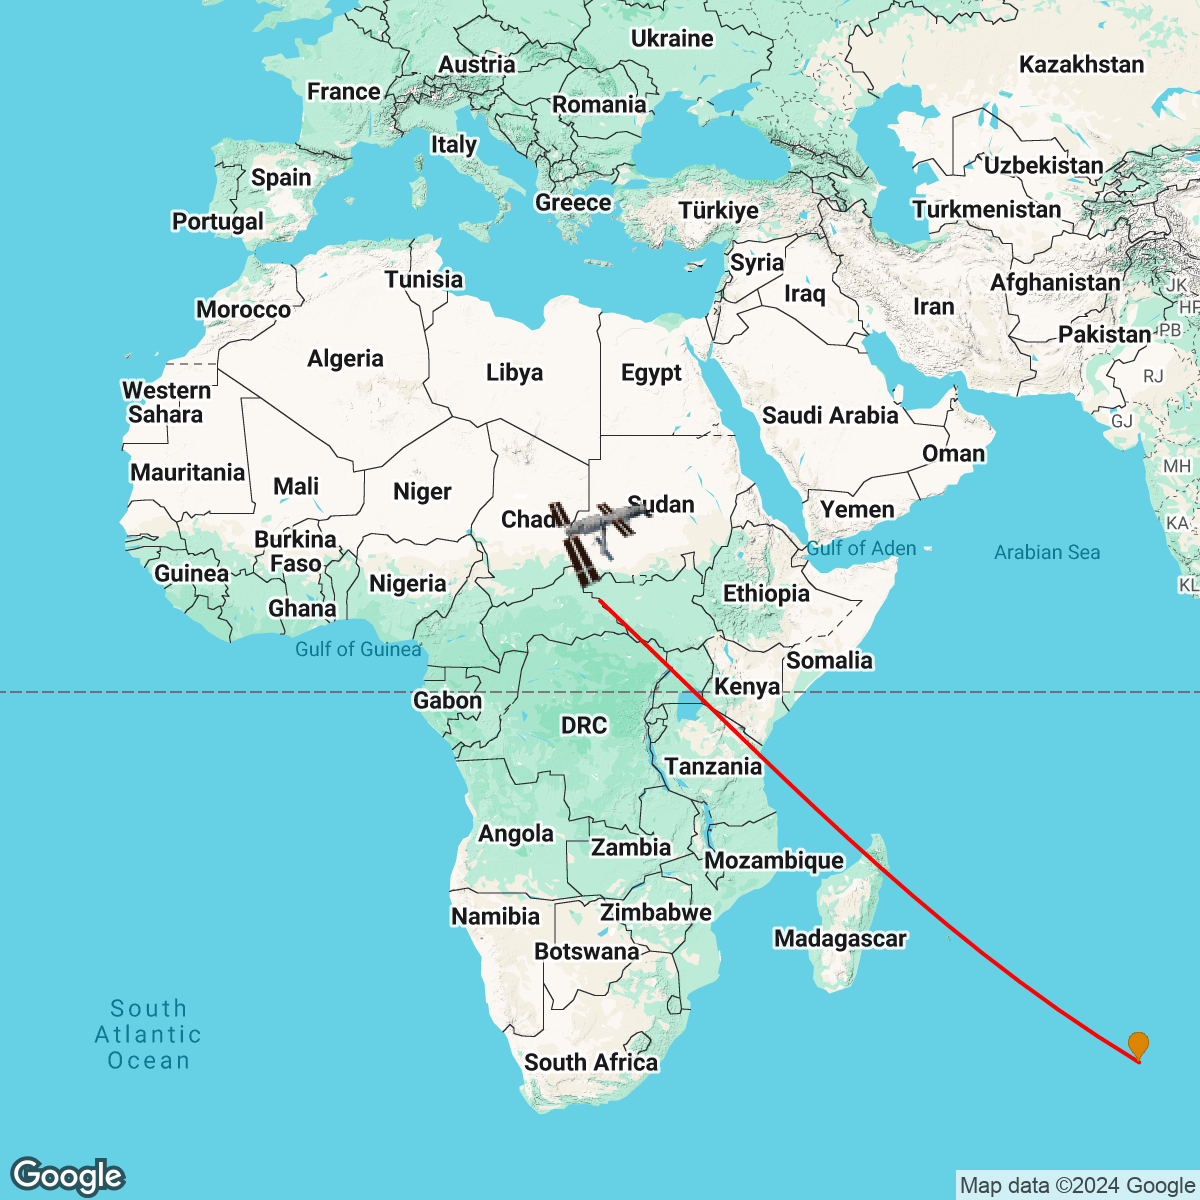 Ukraine
Austria
Kazakhstan
France
Romania
Italy
Uzbekistan
Spain
Greece
Türkiye
Turkmenistan
Portugal
Syria
Tunisia
Afghanistan
JK
Iraq
Iran
HP
Morocco
Pakistan
PB
Algeria
Libya
Egypt
RJ
Western
Sahara
Saudi Arabia
GJ
Oman
Mauritania
MH
Mali
Niger
Sudan
Chad
Yemen
KA
Burkina
Faso
Gulf of Aden
Arabian Sea
Guinea
Nigeria
KL
Ethiopia
Ghana
Gulf of Guinea
Somalia
Kenya
Gabon
DRC
Tanzania
Angola
Zambia
Mozambique
Namibia
Zimbabwe
Madagascar
Botswana
South
Atlantic
Ocean
South Africa
Google
Map data ©2024 Google